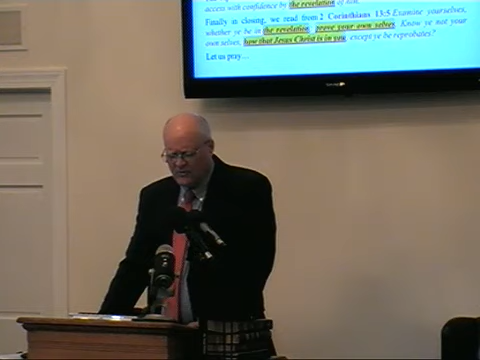 access with confidence by the revelation of him.
Finally in closing, we read from 2 Corinthians 13:5 Examine yourselves,
whether ye be in the revelation, prove your own selves. Know ye not your
own selves, how that Jesus Christ is in you, except ye be reprobates?
Let us pray...